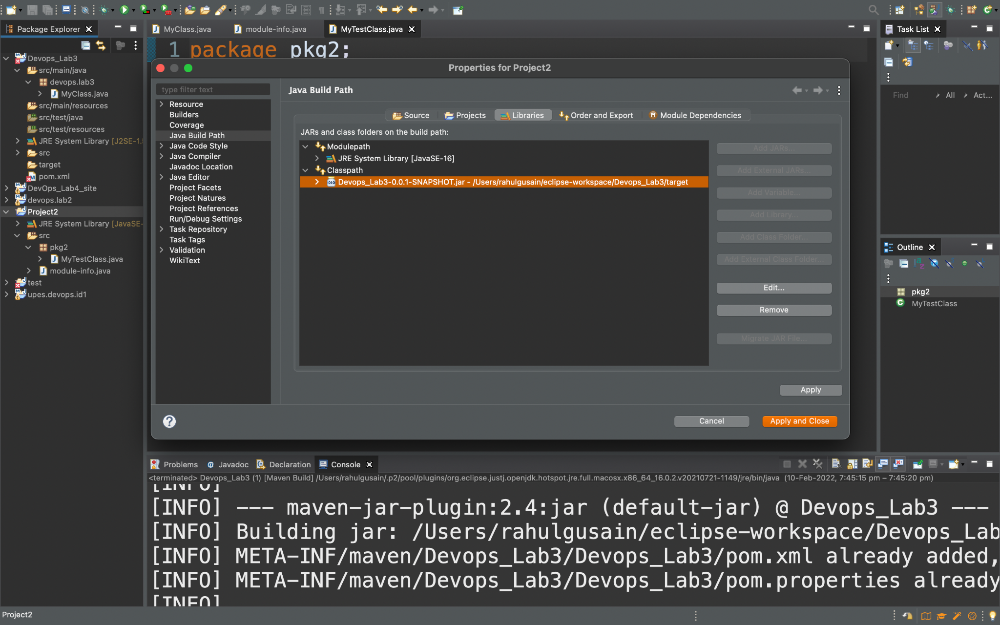 Package Explorer
MyClass.java
module-info.java
MyTestClass.java
Task List
1 package pkg2;
Devops_Lab3
src/main/java
devops.lab3
MyClass.java
src/main/resources
src/test/java
src/test/resources
JRE System Library [J2SE-1.5
src
target
pom.xml
DevOps_Lab4_site
devops.lab2
Project2
JRE System Library [JavaSE-
src
pkg2
MyTestClass.java
module-info.java
test
upes.devops.id1
Properties for Project2
type filter text
Resource
Builders
Coverage
Java Build Path
Java Code Style
Java Compiler
Javadoc Location
Java Editor
Project Facets
Project Natures
Project References
Run/Debug Settings
Task Repository
Task Tags
Validation
WikiText
Java Build Path
Source
Projects
Libraries
Order and Export
Module Dependencies
JARs and class folders on the build path:
Modulepath
JRE System Library [JavaSE-16]
Classpath
Devops_Lab3-0.0.1-SNAPSHOT.jar - /Users/rahulgusain/eclipse-workspace/Devops_Lab3/target
Add JARs...
Add External JARs...
Add Variable...
Add Library...
Add Class Folder...
Add External Class Folder...
Edit...
Remove
Migrate JAR File...
Apply
Cancel
Apply and Close
Find
All
Act...
Outline
pkg2
MyTestClass
Problems
Javadoc
Declaration
Console
<terminated> Devops_Lab3 (1) [Maven Build] /Users/rahulgusain/.p2/pool/plugins/org.eclipse.justj.openjdk.hotspot.jre.full.macosx.x86_64_16.0.2.v20210721-1149/jre/bin/java (10-Feb-2022, 7:45:15 pm – 7:45:20 pm)
[INFO]
[INFO] --- maven-jar-plugin:2.4:jar (default-jar) @ Devops_Lab3 ---
[INFO] Building jar: /Users/rahulgusain/eclipse-workspace/Devops_Lab
[INFO] META-INF/maven/Devops_Lab3/Devops_Lab3/pom.xml already added,
[INFO] META-INF/maven/Devops_Lab3/Devops_Lab3/pom.properties already
[INFO]
Project2